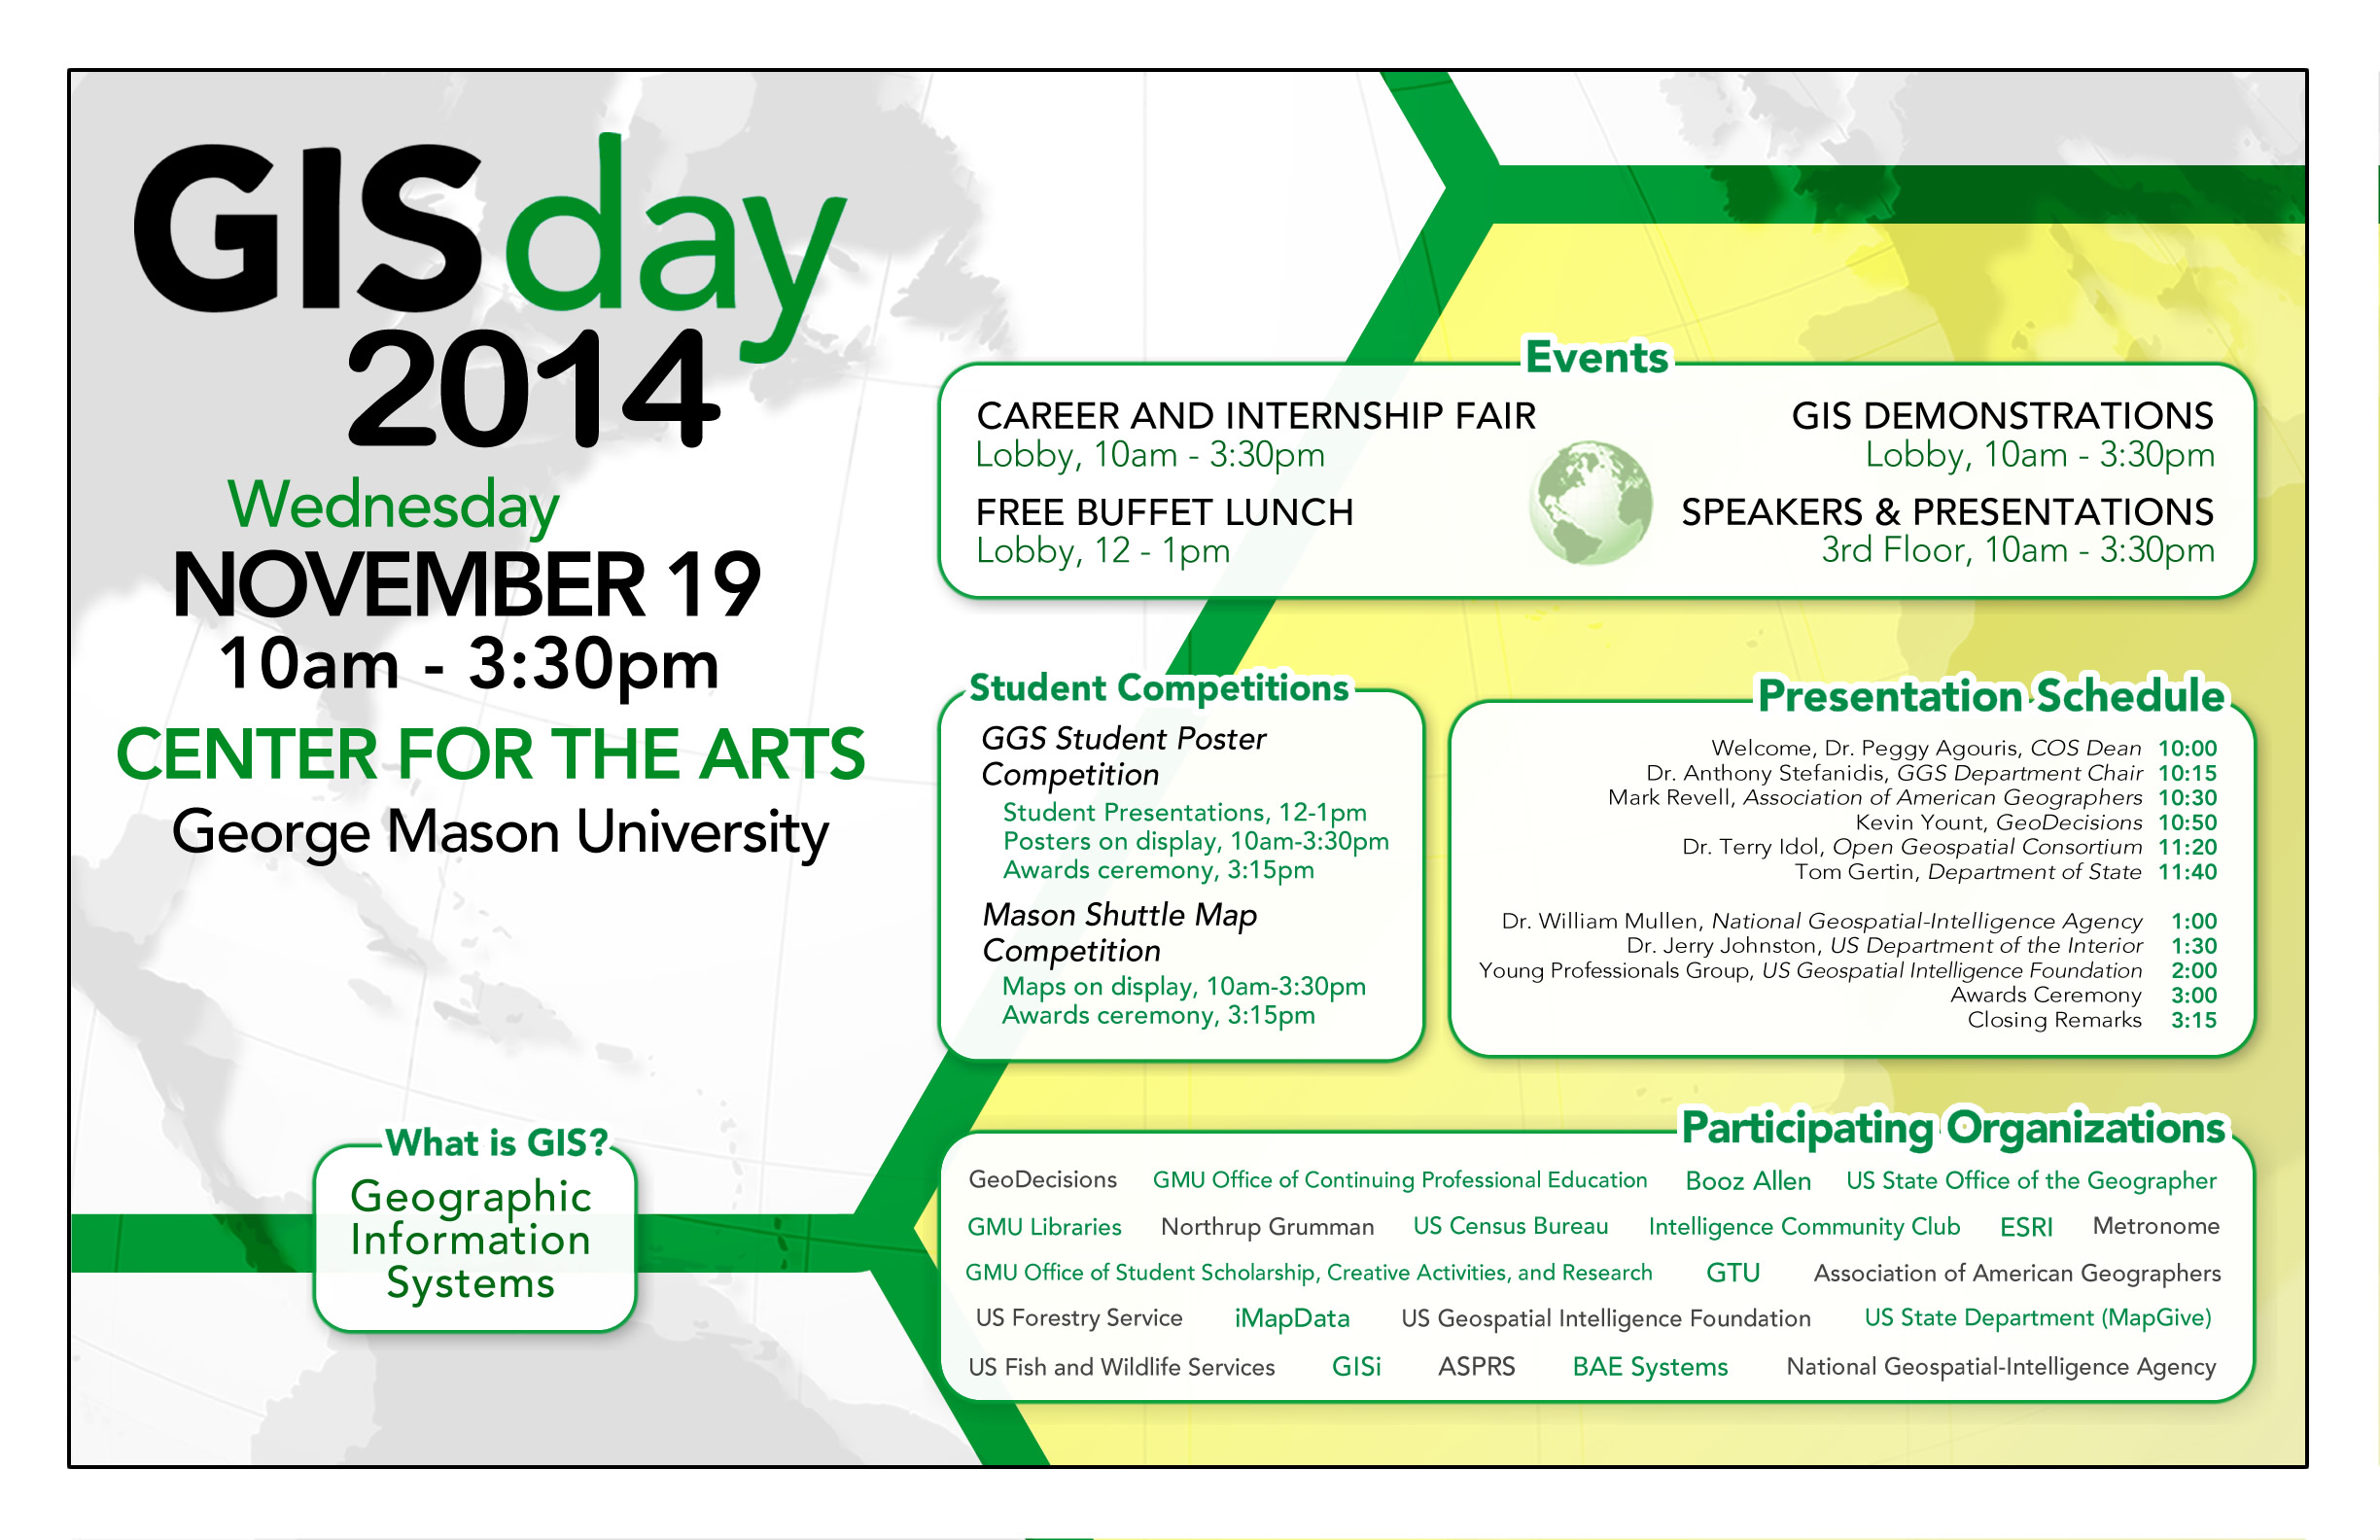 GISday
2014
Wednesday
NOVEMBER 19
10am - 3:30pm
CENTER FOR THE ARTS
George Mason University
What is GIS?
Geographic
Information
Systems
Events
CAREER AND INTERNSHIP FAIR
Lobby, 10am - 3:30pm
FREE BUFFET LUNCH
Lobby, 12 - 1pm
GIS DEMONSTRATIONS
Lobby, 10am - 3:30pm
SPEAKERS & PRESENTATIONS
3rd Floor, 10am - 3:30pm
Student Competitions
GGS Student Poster
Competition
Student Presentations, 12-1pm
Posters on display, 10am-3:30pm
Awards ceremony, 3:15pm
Mason Shuttle Map
Competition
Maps on display, 10am-3:30pm
Awards ceremony, 3:15pm
Presentation Schedule
Welcome, Dr. Peggy Agouris, COS Dean 10:00
Dr. Anthony Stefanidis, GGS Department Chair 10:15
Mark Revell, Association of American Geographers 10:30
Kevin Yount, GeoDecisions 10:50
Dr. Terry Idol, Open Geospatial Consortium 11:20
Tom Gertin, Department of State 11:40
Dr. William Mullen, National Geospatial-Intelligence Agency 1:00
Dr. Jerry Johnston, US Department of the Interior 1:30
Young Professionals Group, US Geospatial Intelligence Foundation 2:00
Awards Ceremony 3:00
Closing Remarks 3:15
Participating Organizations
GeoDecisions GMU Office of Continuing Professional Education Booz Allen US State Office of the Geographer
GMU Libraries Northrup Grumman US Census Bureau Intelligence Community Club ESRI Metronome
GMU Office of Student Scholarship, Creative Activities, and Research GTU Association of American Geographers
US Forestry Service iMapData US Geospatial Intelligence Foundation US State Department (MapGive)
US Fish and Wildlife Services GISi ASPRS BAE Systems National Geospatial-Intelligence Agency